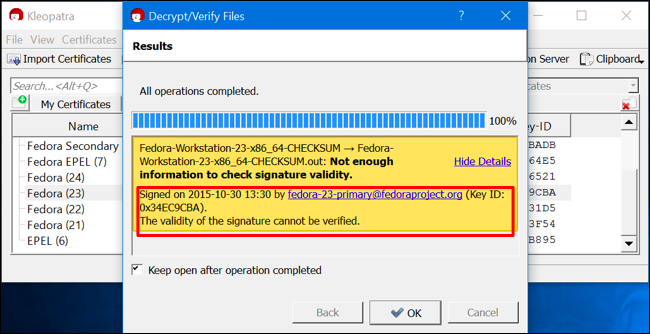 Kleopatra
Decrypt/Verify Files
File View Certificates
Import Certificates
on Server
Clipboard
Search...<Alt+Q>
My Certificates
Name
Fedora Secondary
Fedora EPEL (7)
Fedora (24)
Fedora (23)
Fedora (22)
Fedora (21)
EPEL (6)
Results
All operations completed.
100%
Fedora-Workstation-23-x86_64-CHECKSUM → Fedora-
Workstation-23-x86_64-CHECKSUM.out: Not enough
information to check signature validity.
Hide Details
Signed on 2015-10-30 13:30 by fedora-23-primary@fedoraproject.org (Key ID:
0x34EC9CBA).
The validity of the signature cannot be verified.
Keep open after operation completed
Back
OK
Cancel
cates
ey-ID
BADB
64E5
6521
9CBA
31D5
3F54
B895